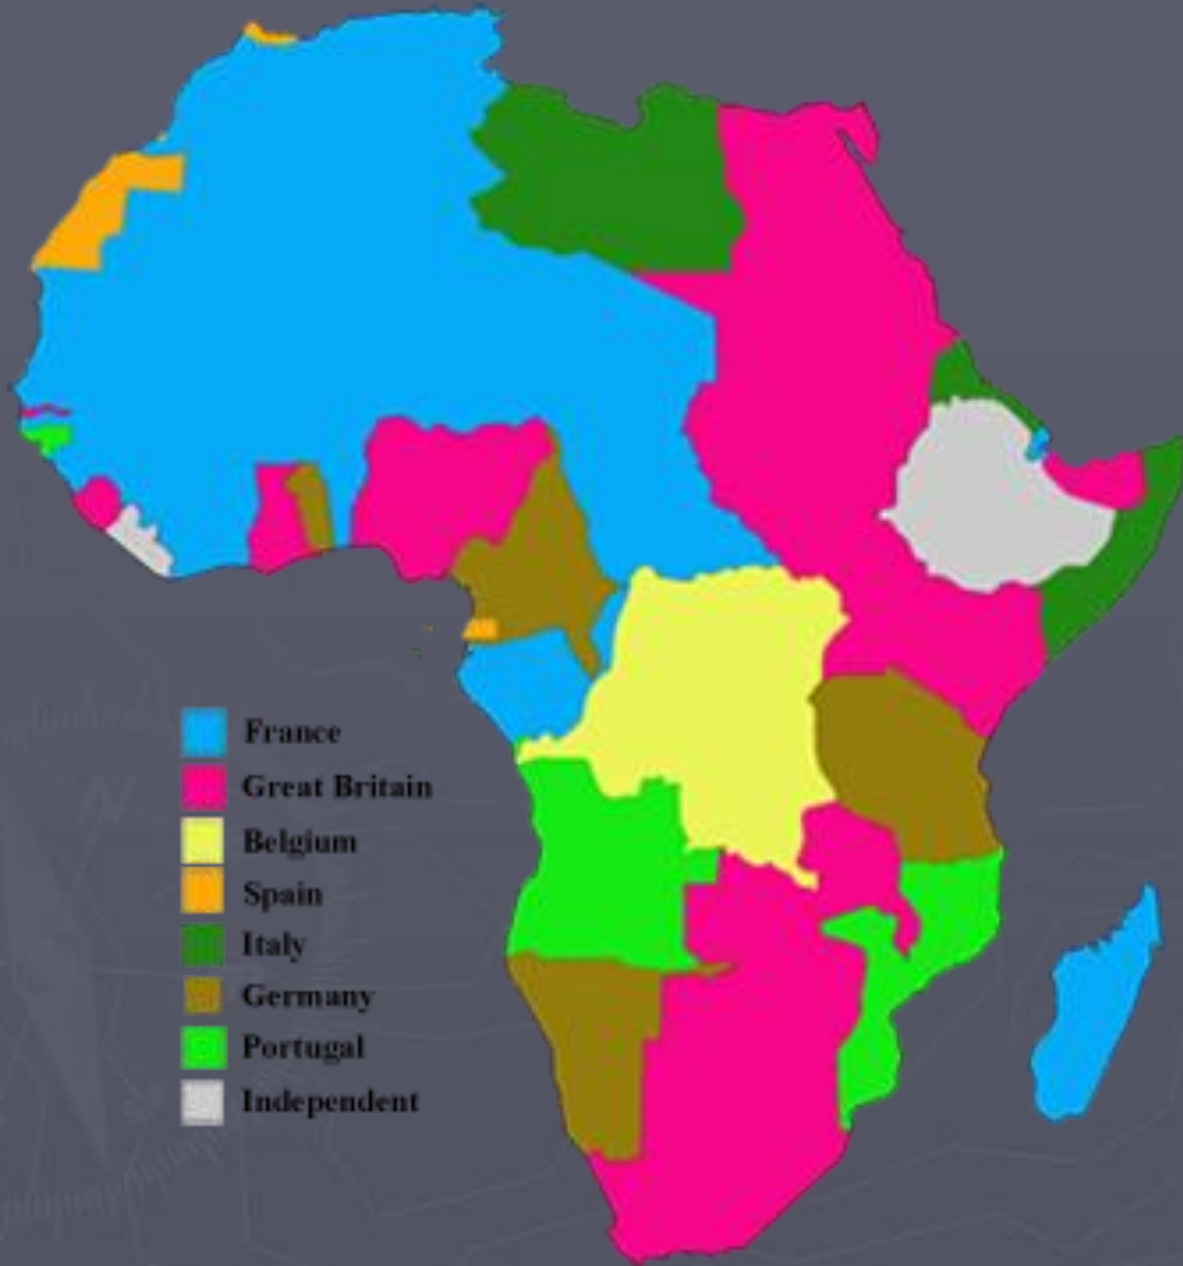 France
Great Britain
Belgium
Spain
Italy
Germany
Portugal
Independent
N